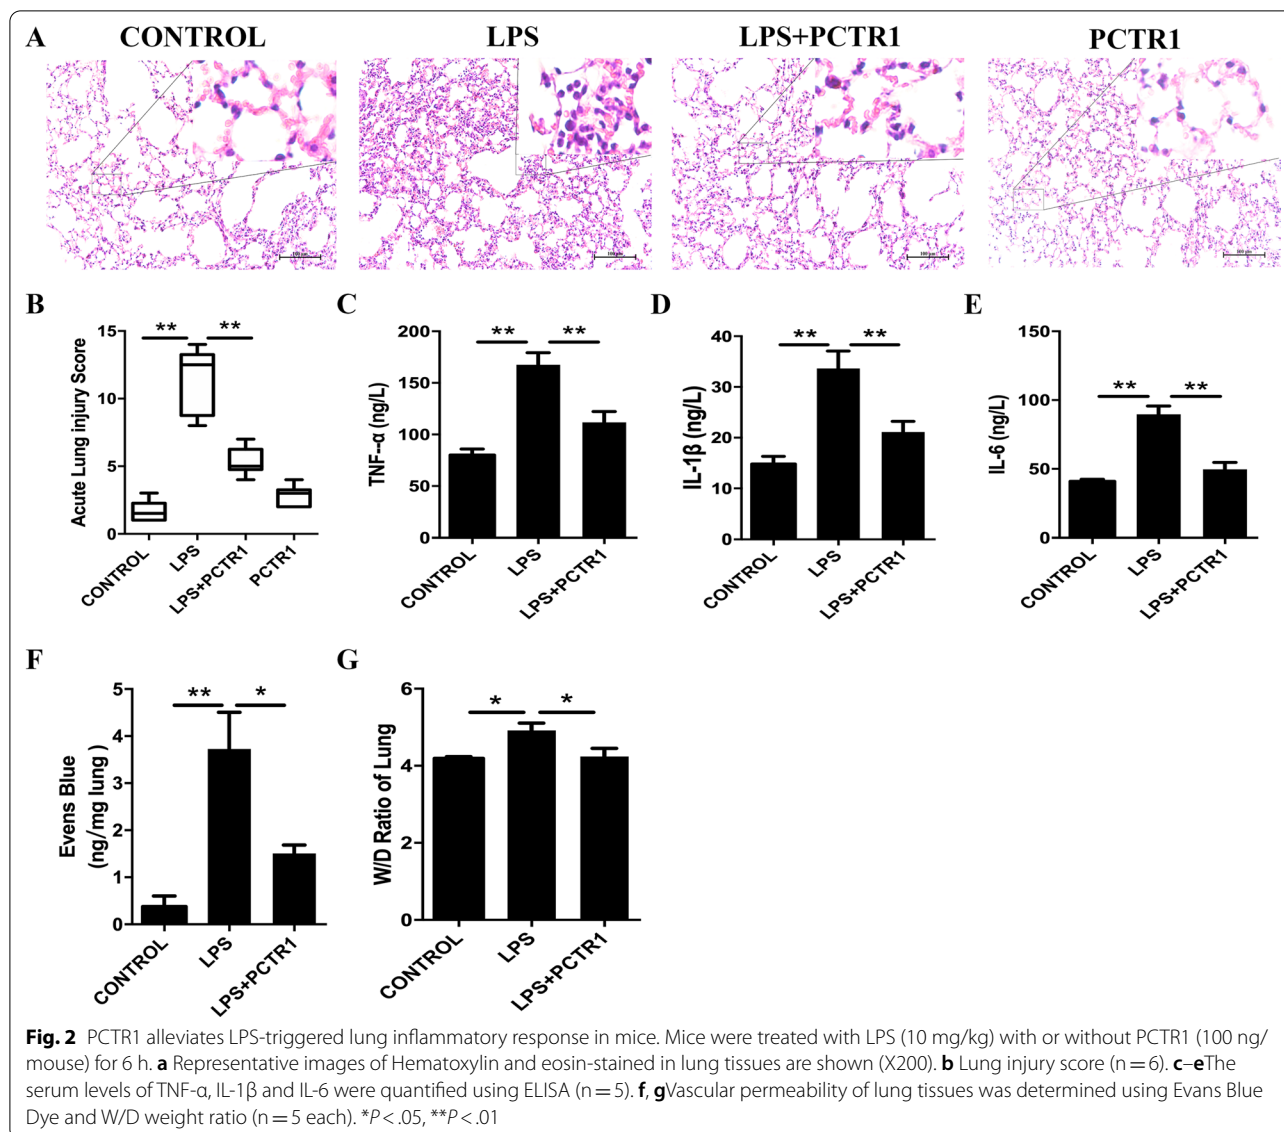 A CONTROL LPS LPS+PCTR1 PCTR1
100 μm 100 μm 100 μm 100 μm
B
Acute Lung injury Score
15
10
5
0
** **
CONTROL LPS LPS+PCTR1 PCTR1
C
TNF--α (ng/L)
200
150
100
50
0
** **
CONTROL LPS LPS+PCTR1
D
IL-1β (ng/L)
40
30
20
10
0
** **
CONTROL LPS LPS+PCTR1
E
IL-6 (ng/L)
150
100
50
0
** **
CONTROL LPS LPS+PCTR1
F
Evens Blue
(ng/mg lung )
5
4
3
2
1
0
** *
CONTROL LPS LPS+PCTR1
G
W/D Ratio of Lung
6
4
2
0
* *
CONTROL LPS LPS+PCTR1
Fig. 2 PCTR1 alleviates LPS-triggered lung inflammatory response in mice. Mice were treated with LPS (10 mg/kg) with or without PCTR1 (100 ng/
mouse) for 6 h. a Representative images of Hematoxylin and eosin-stained in lung tissues are shown (X200). b Lung injury score (n = 6). c–eThe
serum levels of TNF-α, IL-1β and IL-6 were quantified using ELISA (n = 5). f, gVascular permeability of lung tissues was determined using Evans Blue
Dye and W/D weight ratio (n = 5 each). *P < .05, **P < .01